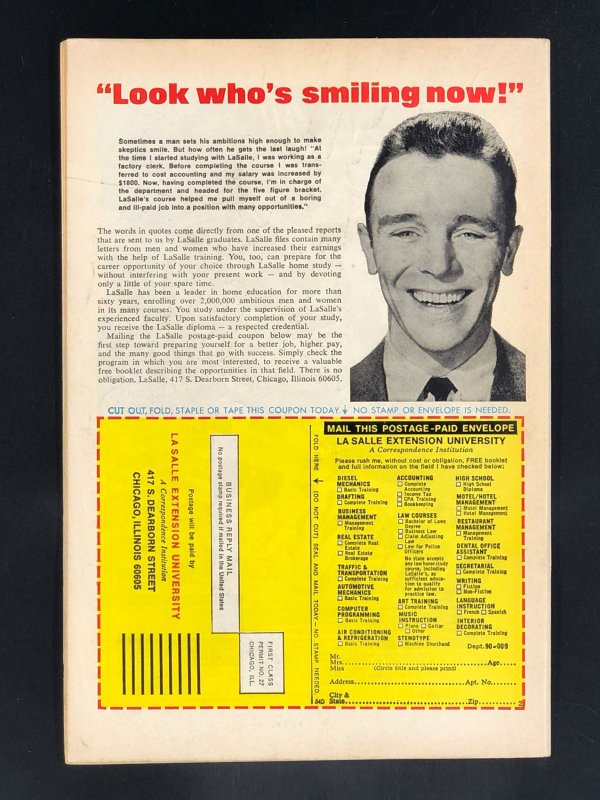 “Look who's smiling now!”
Sometimes a man sets his ambitions high enough to make
skeptics smile. But how often he gets the last laugh! "At
the time I started studying with LaSalle, I was working as a
factory clerk. Before completing the course I was trans-
ferred to cost accounting and my salary was increased by
$1800. Now, having completed the course, I'm in charge of
the department and headed for the five figure bracket.
LaSalle's course helped me pull myself out of a boring
and ill-paid job into a position with many opportunities."
The words in quotes come directly from one of the pleased reports
that are sent to us by LaSalle graduates. LaSalle files contain many
letters from men and women who have increased their earnings
with the help of LaSalle training. You, too, can prepare for the
career opportunity of your choice through LaSalle home study —
without interfering with your present work — and by devoting
only a little of your spare time.
LaSalle has been a leader in home education for more than
sixty years, enrolling over 2,000,000 ambitious men and women
in its many courses. You study under the supervision of LaSalle's
experienced faculty. Upon satisfactory completion of your study,
you receive the LaSalle diploma — a respected credential.
Mailing the LaSalle postage-paid coupon below may be the
first step toward preparing yourself for a better job, higher pay,
and the many good things that go with success. Simply check the
program in which you are most interested, to receive a valuable
free booklet describing the opportunities in that field. There is no
obligation. LaSalle, 417 S. Dearborn Street, Chicago, Illinois 60605.
CUT OUT, FOLD, STAPLE OR TAPE THIS COUPON TODAY ↓ NO STAMP OR ENVELOPE IS NEEDED.
BUSINESS REPLY MAIL
No postage stamp required if mailed in the United States
FIRST CLASS
PERMIT NO. 27
CHICAGO, ILL.
Postage will be paid by
LA SALLE EXTENSION UNIVERSITY
A Correspondence Institution
417 S. DEARBORN STREET
CHICAGO, ILLINOIS 60605
FOLD HERE → (DO NOT CUT) SEAL AND MAIL TODAY—NO STAMP NEEDED.
54D
MAIL THIS POSTAGE-PAID ENVELOPE
LA SALLE EXTENSION UNIVERSITY
A Correspondence Institution
Please rush me, without cost or obligation, FREE booklet
and full information on the field I have checked below:
DIESEL
MECHANICS
☐ Basic Training
DRAFTING
☐ Complete Training
BUSINESS
MANAGEMENT
☐ Management
Training
REAL ESTATE
☐ Complete Real
Estate
☐ Real Estate
Brokerage
TRAFFIC &
TRANSPORTATION
☐ Complete Training
AUTOMOTIVE
MECHANICS
☐ Basic Training
COMPUTER
PROGRAMMING
☐ Basic Training
AIR CONDITIONING
& REFRIGERATION
☐ Basic Training
ACCOUNTING
☐ Complete
Accounting
☐ Income Tax
☐ CPA Training
☐ Bookkeeping
LAW COURSES
☐ Bachelor of Laws
Degree
☐ Business Law
☐ Claim Adjusting
Law
☐ Law for Police
Officers
No state accepts
any law home study
course, including
LaSalle's, as
sufficient educa-
tion to qualify
for admission to
practice law.
ART TRAINING
☐ Complete Training
MUSIC
INSTRUCTION
☐ Piano ☐ Guitar
☐ Other
STENOTYPE
☐ Machine Shorthand
HIGH SCHOOL
☐ High School
Diploma
MOTEL/HOTEL
MANAGEMENT
☐ Motel Management
☐ Hotel Management
RESTAURANT
MANAGEMENT
☐ Management
Training
DENTAL OFFICE
ASSISTANT
☐ Complete Training
SECRETARIAL
☐ Complete Training
WRITING
☐ Fiction
☐ Non-Fiction
LANGUAGE
INSTRUCTION
☐ French ☐ Spanish
INTERIOR
DECORATING
☐ Complete Training
Dept. 90-009
Mr.
Mrs. Age
Miss (Circle title and please print)
Address Apt. No.
City &
State Zip 2